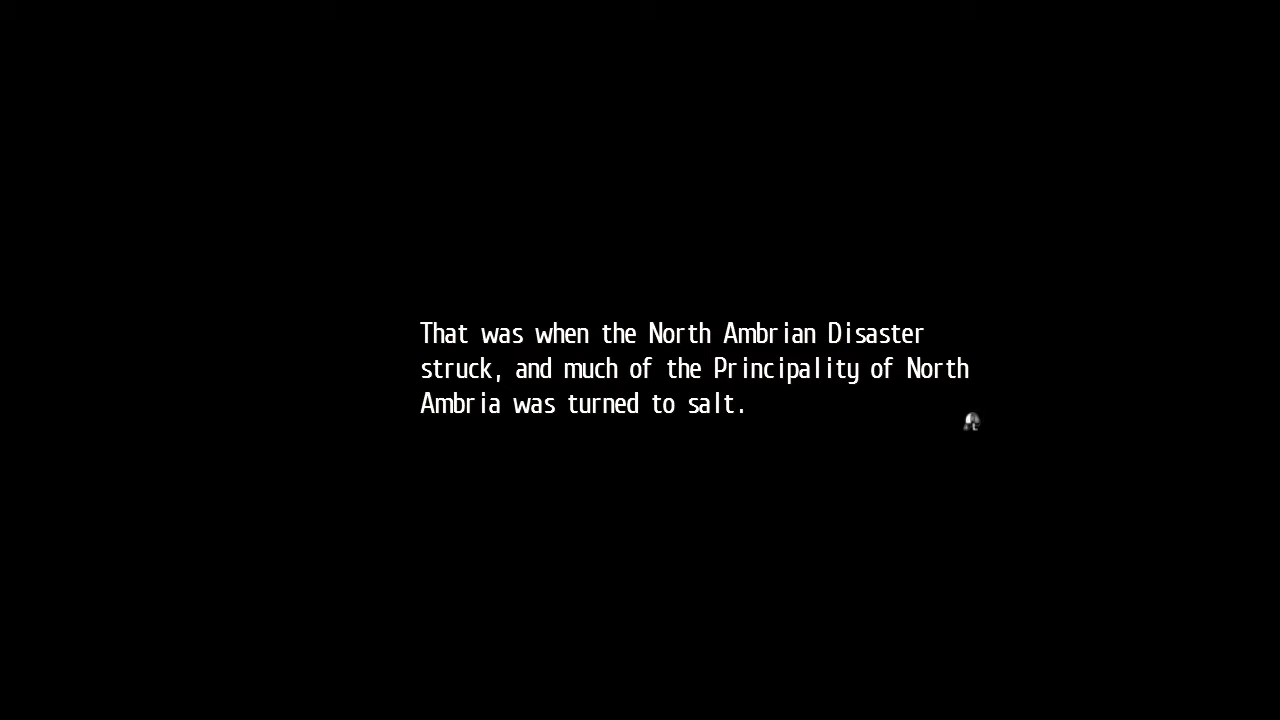 That was when the North Ambrian Disaster
struck, and much of the Principality of North
Ambria was turned to salt.